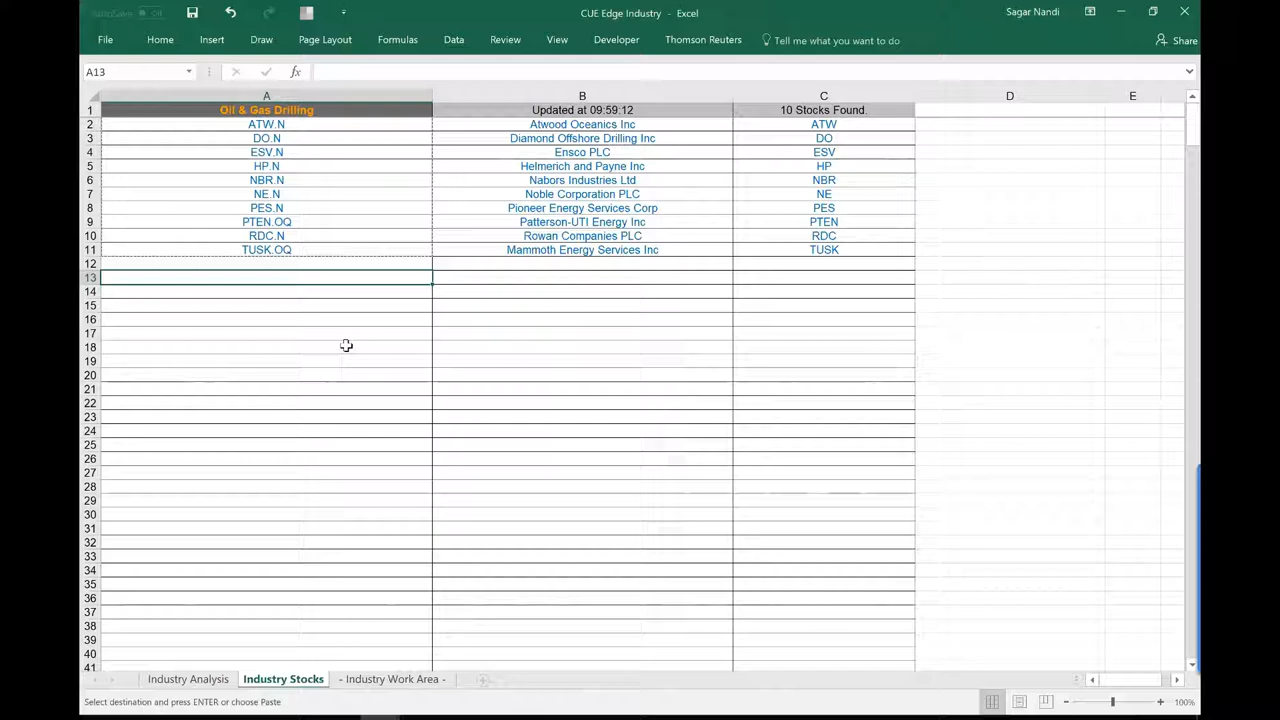 AutoSave Off
CUE Edge Industry - Excel
Sagar Nandi
File Home Insert Draw Page Layout Formulas Data Review View Developer Thomson Reuters Tell me what you want to do Share
A13 fx
A B C D E
1 Oil & Gas Drilling Updated at 09:59:12 10 Stocks Found
2 ATW.N Atwood Oceanics Inc ATW
3 DO.N Diamond Offshore Drilling Inc DO
4 ESV.N Ensco PLC ESV
5 HP.N Helmerich and Payne Inc HP
6 NBR.N Nabors Industries Ltd NBR
7 NE.N Noble Corporation PLC NE
8 PES.N Pioneer Energy Services Corp PES
9 PTEN.OQ Patterson-UTI Energy Inc PTEN
10 RDC.N Rowan Companies PLC RDC
11 TUSK.OQ Mammoth Energy Services Inc TUSK
12
13
14
15
16
17
18
19
20
21
22
23
24
25
26
27
28
29
30
31
32
33
34
35
36
37
38
39
40
41
Industry Analysis Industry Stocks - Industry Work Area -
Select destination and press ENTER or choose Paste
100%